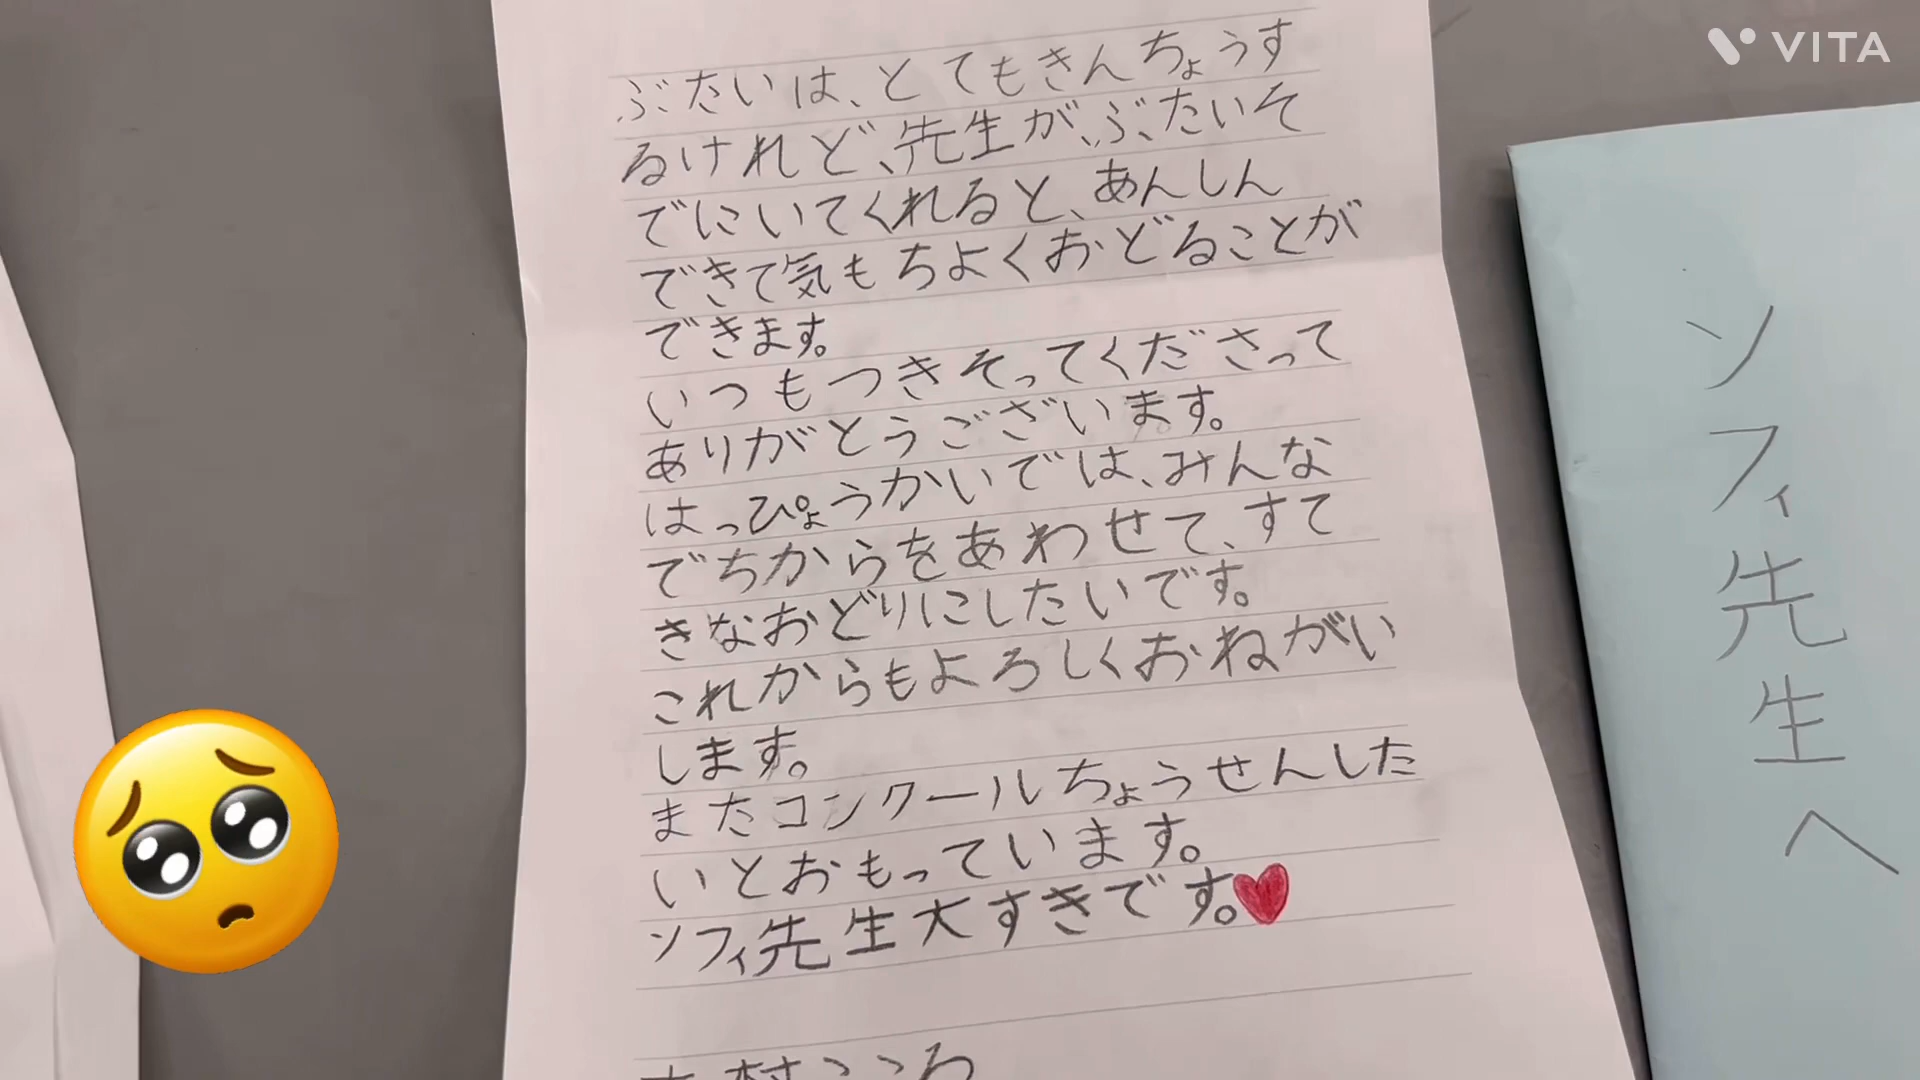 ぶたいは、とてもきんちょうす
るけれど、先生が、ぶたいそ
でにいてくれると、あんしん
できて気もちよくおどることが
できます。
いつもつきそってくださって
ありがとうございます。
はっぴょうかいでは、みんな
でちからをあわせて、すて
きなおどりにしたいです。
これからもよろしくおねがい
します。
またコンクールちょうせんした
いとおもっています。
ソフィ先生大すきです。
村こころ
ソフィ先生へ
VITA